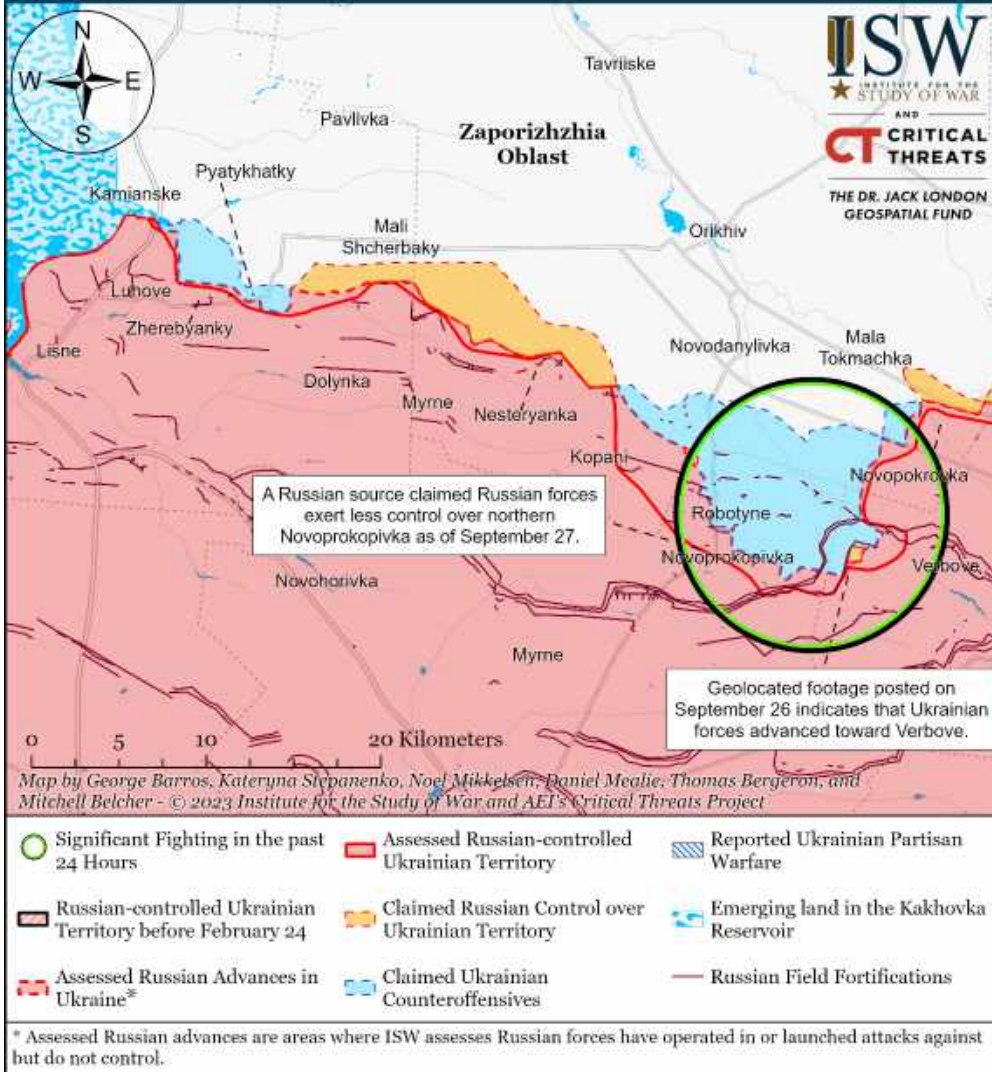 N
W E
S
ISW
INSTITUTE FOR THE
STUDY OF WAR
AND
CT CRITICAL
THREATS
THE DR. JACK LONDON
GEOSPATIAL FUND
Tavriiske
Pavlivka
Zaporizhzhia
Oblast
Pyatykhatky
Kamianske
Mali
Shcherbaky
Orikhiv
Luhove
Zherebyanky
Lisne
Dolynka
Myrne
Nesteryanka
Novodanylivka
Mala
Tokmachka
Kopani
Novopokrovka
Robotyne
Novoprokopivka
Verbove
A Russian source claimed Russian forces
exert less control over northern
Novoprokopivka as of September 27.
Novohorivka
Myrne
Geolocated footage posted on
September 26 indicates that Ukrainian
forces advanced toward Verbove.
0 5 10 20 Kilometers
Map by George Barros, Kateryna Stepanenko, Noel Mikkelsen, Daniel Mealie, Thomas Bergeron, and
Mitchell Belcher - © 2023 Institute for the Study of War and AEI's Critical Threats Project
Significant Fighting in the past
24 Hours
Assessed Russian-controlled
Ukrainian Territory
Reported Ukrainian Partisan
Warfare
Russian-controlled Ukrainian
Territory before February 24
Claimed Russian Control over
Ukrainian Territory
Emerging land in the Kakhovka
Reservoir
Assessed Russian Advances in
Ukraine*
Claimed Ukrainian
Counteroffensives
Russian Field Fortifications
* Assessed Russian advances are areas where ISW assesses Russian forces have operated in or launched attacks against
but do not control.